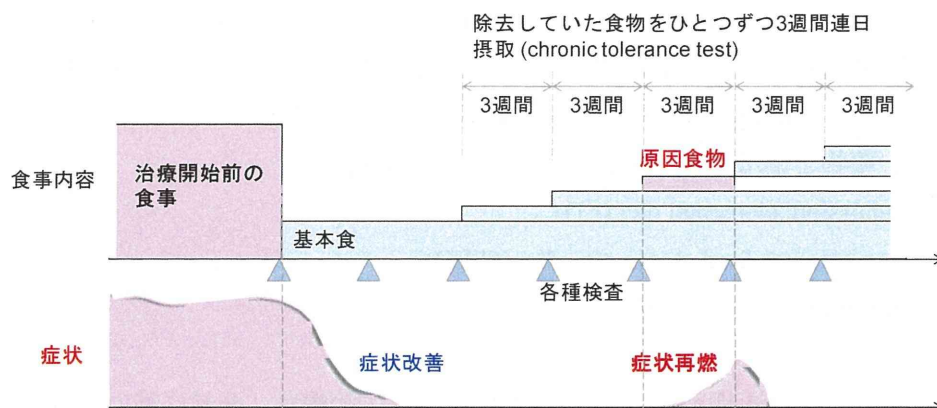 除去していた食物をひとつずつ3週間連日
摂取 (chronic tolerance test)
3週間
3週間
3週間
3週間
3週間
原因食物
食事内容
治療開始前の
食事
基本食
各種検査
症状
症状改善
症状再燃